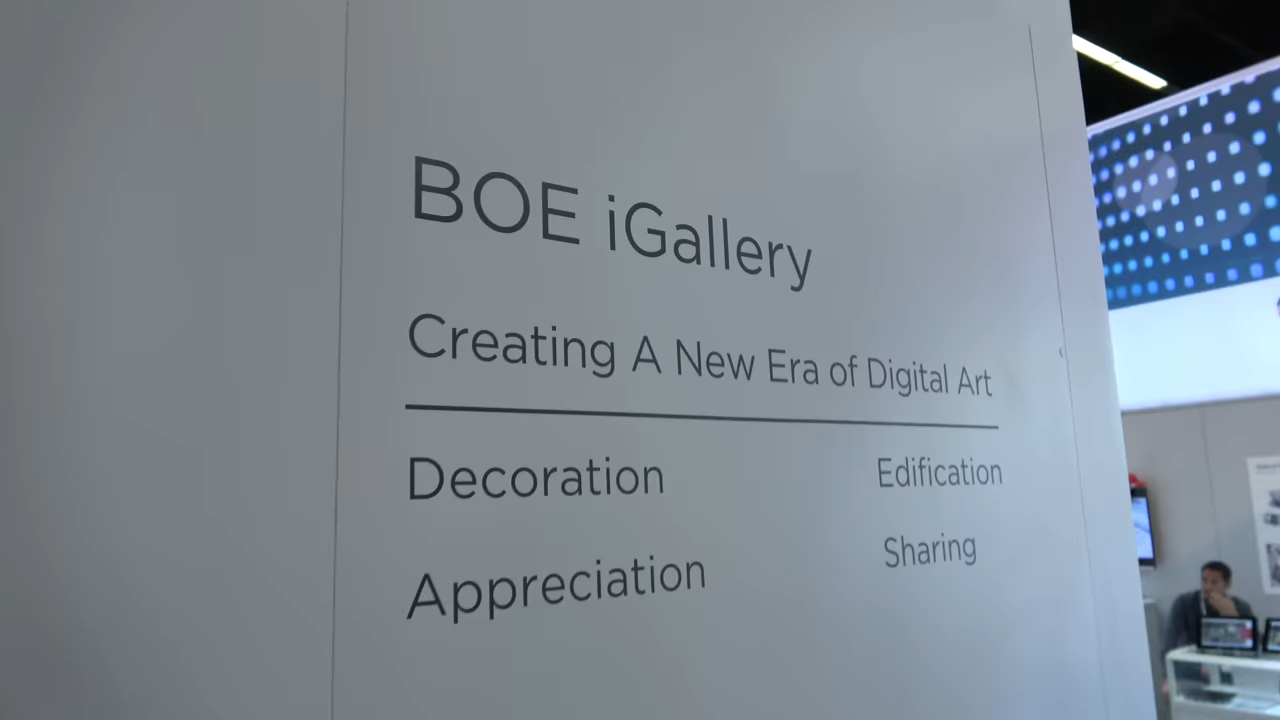 BOE iGallery
Creating A New Era of Digital Art
Decoration Edification
Appreciation Sharing